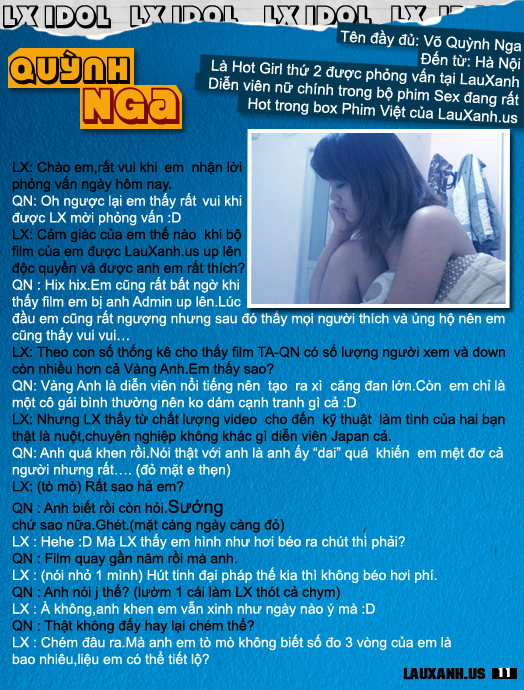 LX IDOL LX IDOL LX IDOL LX IDOL
QUỲNH
NGA
Tên đầy đủ: Võ Quỳnh Nga
Đến từ: Hà Nội
Là Hot Girl thứ 2 được phỏng vấn tại LauXanh
Diễn viên nữ chính trong bộ phim Sex đang rất
Hot trong box Phim Việt của LauXanh.us
LX: Chào em,rất vui khi em nhận lời
phỏng vấn ngày hôm nay.
QN: Oh ngược lại em thấy rất vui khi
được LX mời phỏng vấn :D
LX: Cảm giác của em thế nào khi bộ
film của em được LauXanh.us up lên
độc quyền và được anh em rất thích?
QN : Hix hix.Em cũng rất bất ngờ khi
thấy film em bị anh Admin up lên.Lúc
đầu em cũng rất ngượng nhưng sau đó thấy mọi người thích và ủng hộ nên em
cũng thấy vui vui…
LX: Theo con số thống kê cho thấy film TA-QN có số lượng người xem và down
còn nhiều hơn cả Vàng Anh.Em thấy sao?
QN: Vàng Anh là diễn viên nổi tiếng nên tạo ra xì căng đan lớn.Còn em chỉ là
một cô gái bình thường nên ko dám cạnh tranh gì cả :D
LX: Nhưng LX thấy từ chất lượng video cho đến kỹ thuật làm tình của hai bạn
thật là nuột,chuyên nghiệp không khác gì diễn viên Japan cả.
QN: Anh quá khen rồi.Nói thật với anh là anh ấy “dai” quá khiến em mệt đơ cả
người nhưng rất…. (đỏ mặt e thẹn)
LX: (tò mò) Rất sao hả em?
QN : Anh biết rồi còn hỏi.Sướng
chứ sao nữa.Ghét.(mặt càng ngày càng đỏ)
LX : Hehe :D Mà LX thấy em hình như hơi béo ra chút thì phải?
QN : Film quay gần năm rồi mà anh.
LX : (nói nhỏ 1 mình) Hút tinh đại pháp thế kia thì không béo hơi phí.
QN : Anh nói j thế? (lườm 1 cái làm LX thót cả chym)
LX : À không,anh khen em vẫn xinh như ngày nào ý mà :D
QN : Thật không đấy hay lại chém thế?
LX : Chém đâu ra.Mà anh em tò mò không biết số đo 3 vòng của em là
bao nhiêu,liệu em có thể tiết lộ?
LAUXANH.US 11